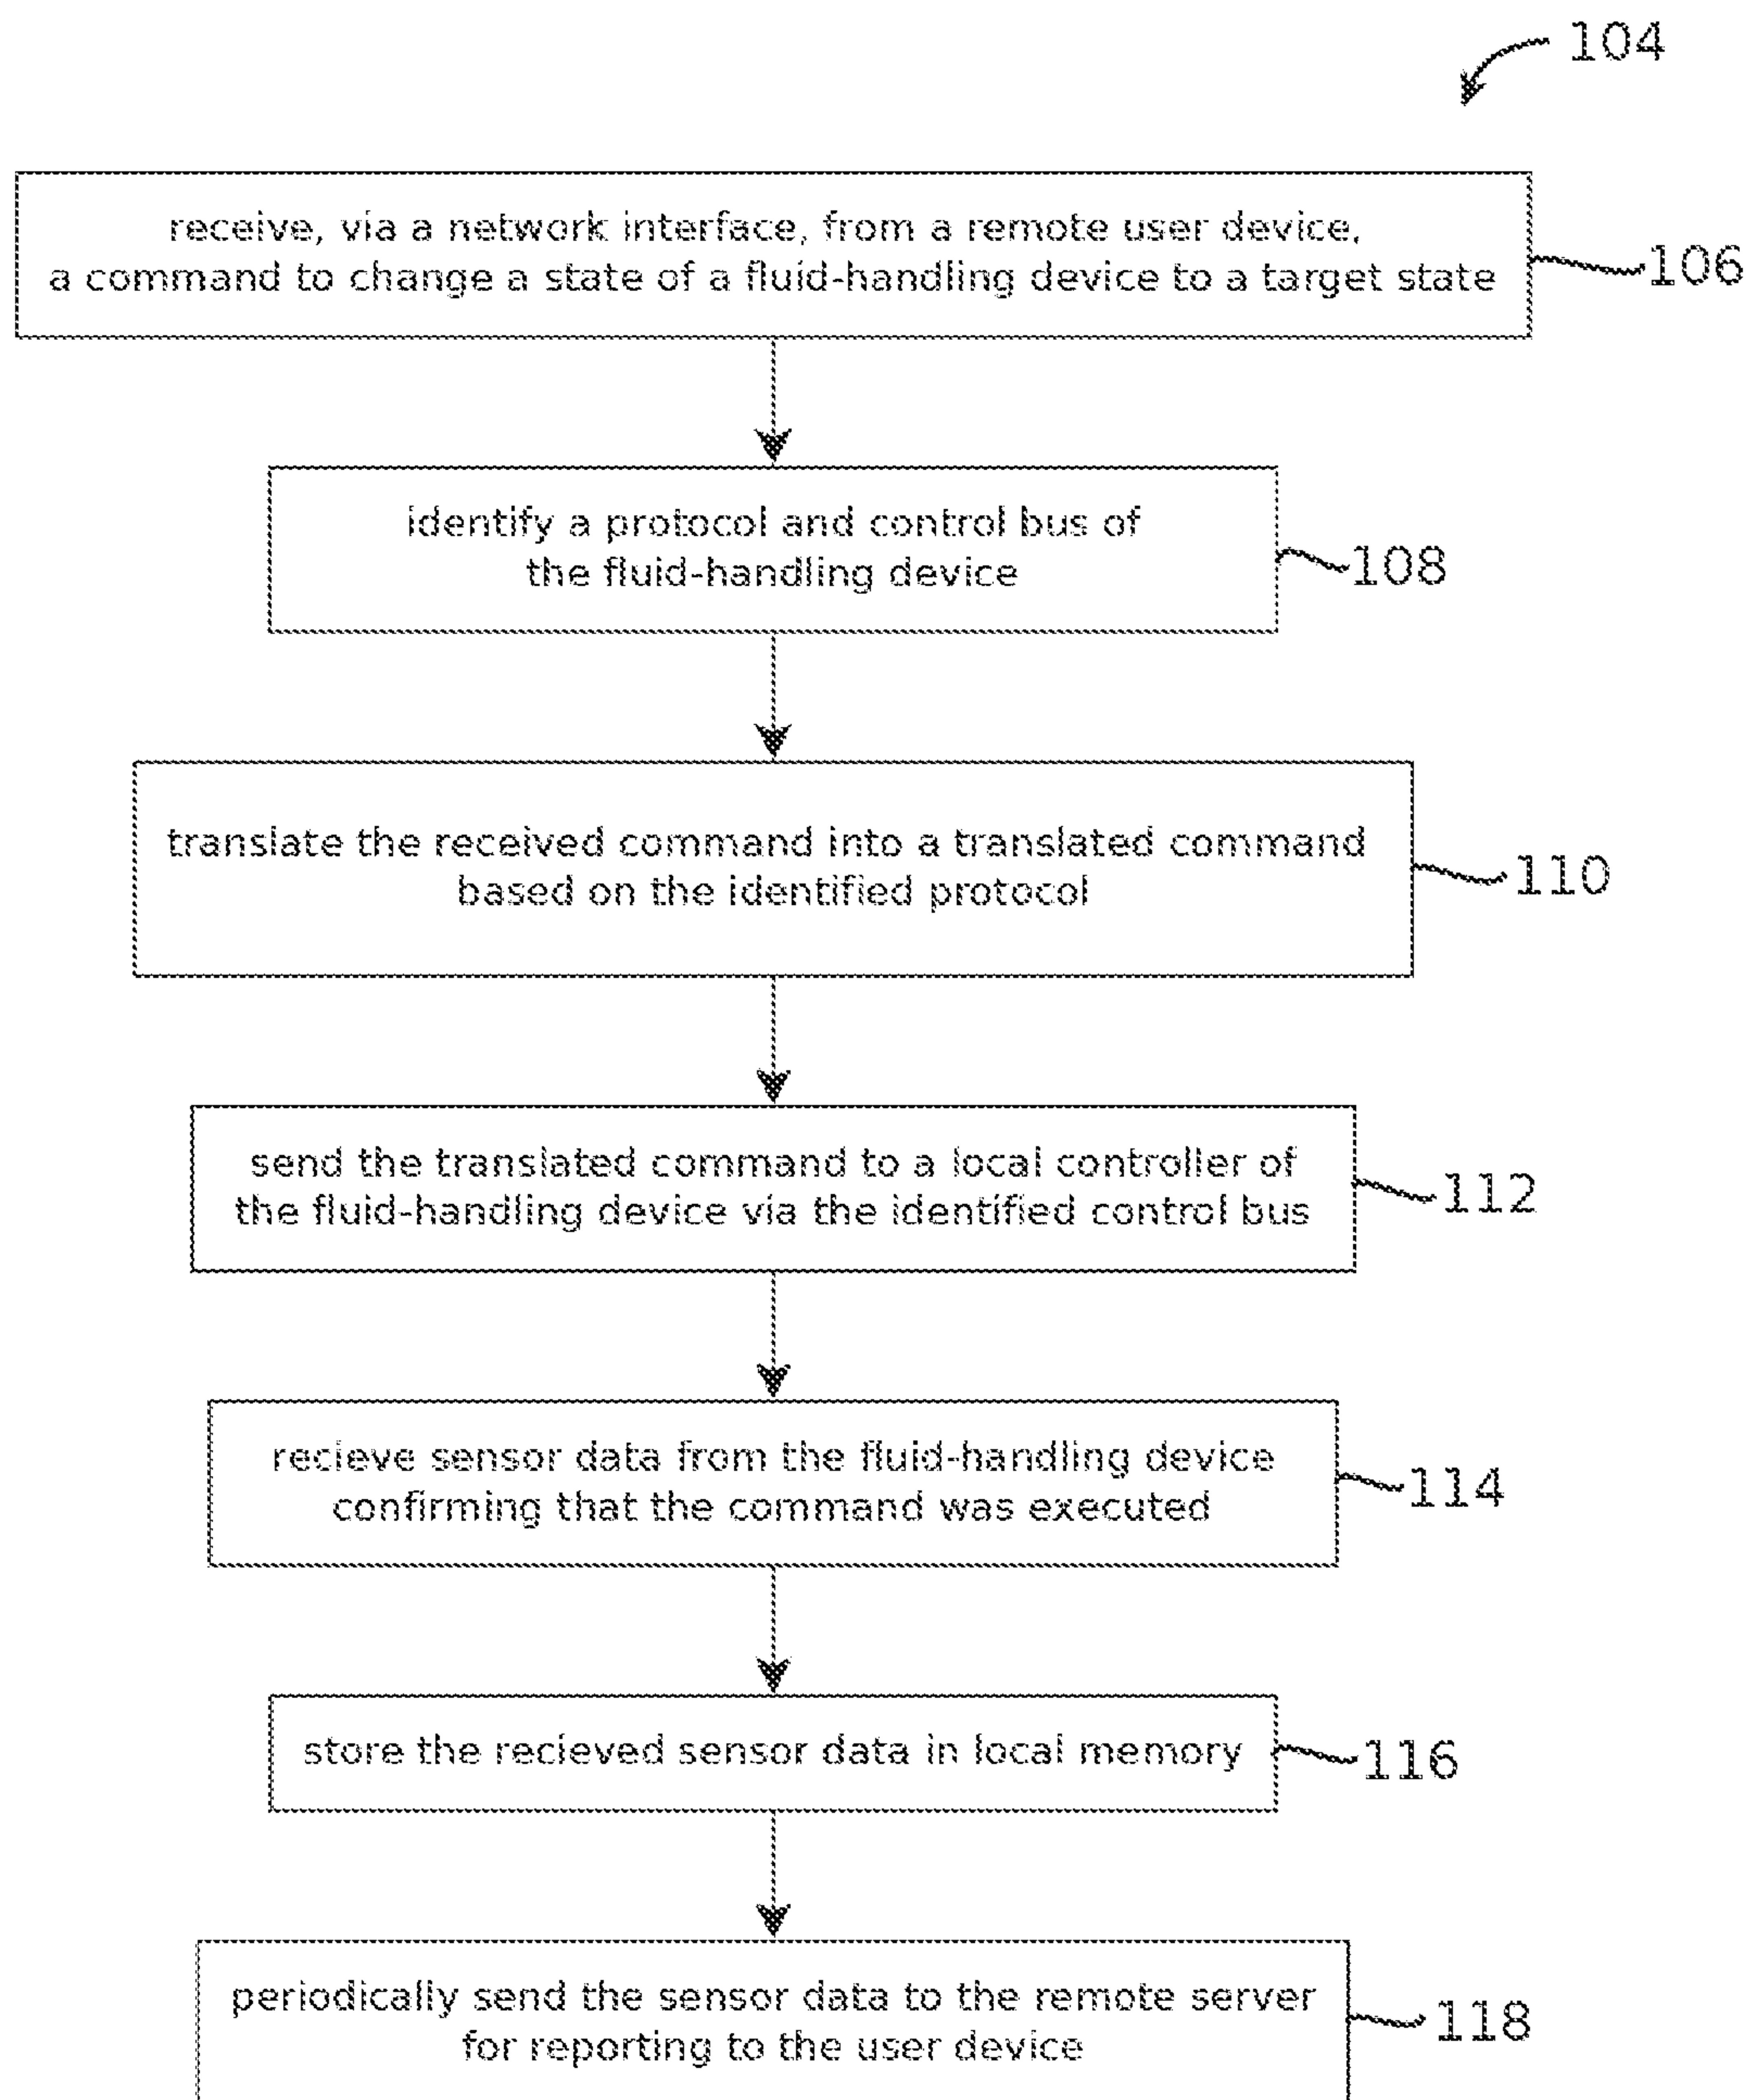 104
receive, via a network interface, from a remote user device,
a command to change a state of a fluid-handling device to a target state
106
identify a protocol and control bus of
the fluid-handling device
108
translate the received command into a translated command
based on the identified protocol
110
send the translated command to a local controller of
the fluid-handling device via the identified control bus
112
recieve sensor data from the fluid-handling device
confirming that the command was executed
114
store the recieved sensor data in local memory
116
periodically send the sensor data to the remote server
for reporting to the user device
118